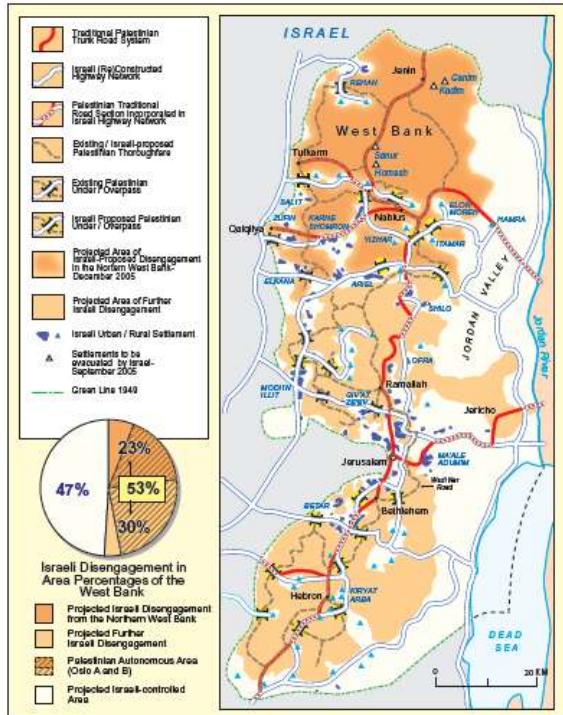 Traditional Palestinian
Trunk Road System
Israeli (Re)Constructed
Highway Network
Palestinian Traditional
Road Section Incorporated in
Israeli Highway Network
Existing / Israeli-proposed
Palestinian Thoroughfare
Existing Palestinian
Under / Overpass
Israeli Proposed Palestinian
Under / Overpass
Projected Area of
Israeli-Proposed Disengagement
in the Nortern West Bank-
December 2005
Projected Area of Further
Israeli Disengagement
Israeli Urban / Rural Settlement
Settlements to be
evacuated by Israel-
September 2005
Green Line 1949
23%
47%
53%
30%
Israeli Disengagement in
Area Percentages of the
West Bank
Projected Israeli Disengagement
from the Northern West Bank
Projected Further
Israeli Disengagement
Palestinian Autonomous Area
(Oslo A and B)
Projected Israeli-controlled
Area
ISRAEL
Jenin
REHAN
Ganim
Kadim
West Bank
Sanur
Homash
Tulkarm
SALIT
ZUFIN
KARNE
SHOMRON
Nablus
ELON
MOREH
HAMRA
Qalqilya
YIZHAR
ITAMAR
ELKANA
ARIEL
SHILO
JORDAN VALLEY
Jordan River
OFRA
MODI'IN
ILLIT
Ramallah
GIV'AT
ZE'EV
Jericho
Jerusalem
MA'ALE
ADUMIM
Wadi Nar
Road
BETAR
Bethlehem
KIRYAT
ARBA
Hebron
DEAD
SEA
0
20 KM